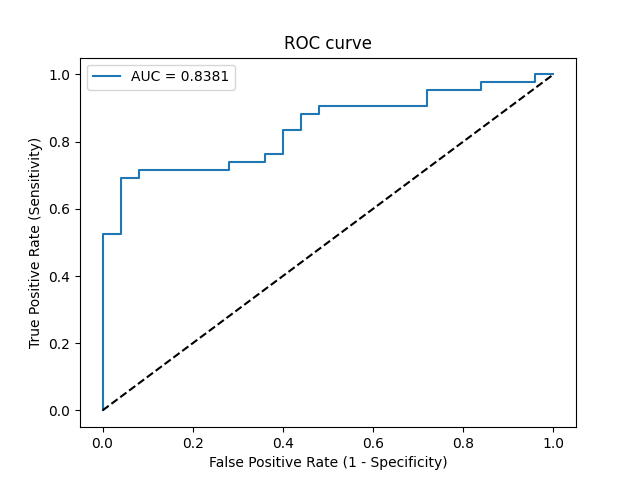 ROC curve
AUC = 0.8381
True Positive Rate (Sensitivity)
1.0
0.8
0.6
0.4
0.2
0.0
0.0 0.2 0.4 0.6 0.8 1.0
False Positive Rate (1 - Specificity)